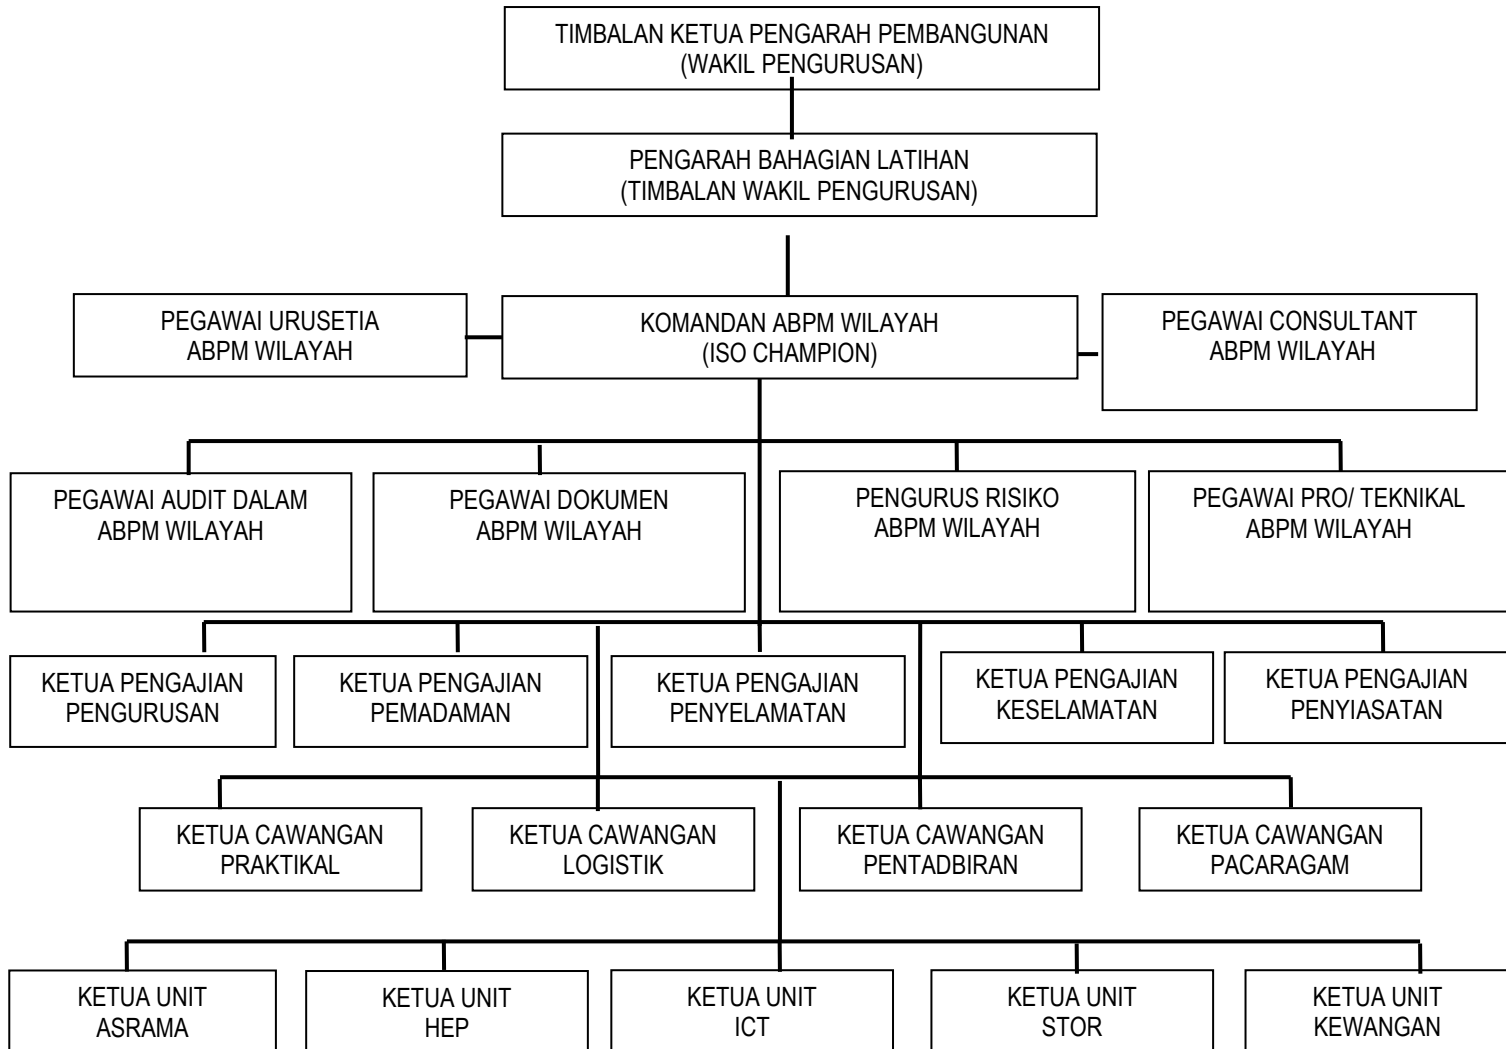 TIMBALAN KETUA PENGARAH PEMBANGUNAN
(WAKIL PENGURUSAN)
PENGARAH BAHAGIAN LATIHAN
(TIMBALAN WAKIL PENGURUSAN)
PEGAWAI URUSETIA
ABPM WILAYAH
KOMANDAN ABPM WILAYAH
(ISO CHAMPION)
PEGAWAI CONSULTANT
ABPM WILAYAH
PEGAWAI AUDIT DALAM
ABPM WILAYAH
PEGAWAI DOKUMEN
ABPM WILAYAH
PENGURUS RISIKO
ABPM WILAYAH
PEGAWAI PRO/ TEKNIKAL
ABPM WILAYAH
KETUA PENGAJIAN
PENGURUSAN
KETUA PENGAJIAN
PEMADAMAN
KETUA PENGAJIAN
PENYELAMATAN
KETUA PENGAJIAN
KESELAMATAN
KETUA PENGAJIAN
PENYIASATAN
KETUA CAWANGAN
PRAKTIKAL
KETUA CAWANGAN
LOGISTIK
KETUA CAWANGAN
PENTADBIRAN
KETUA CAWANGAN
PACARAGAM
KETUA UNIT
ASRAMA
KETUA UNIT
HEP
KETUA UNIT
ICT
KETUA UNIT
STOR
KETUA UNIT
KEWANGAN